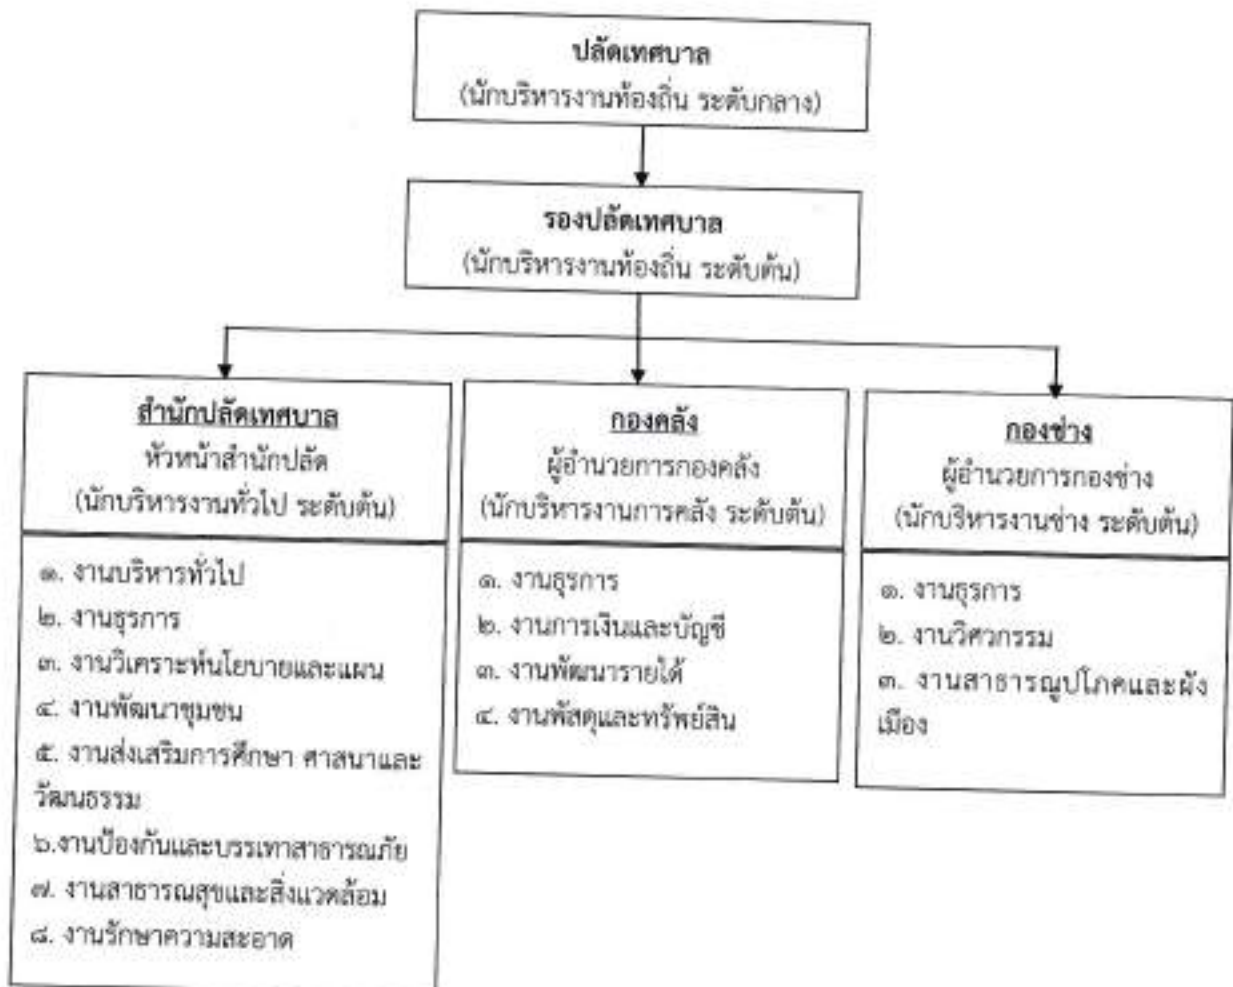 ปลัดเทศบาล
(นักบริหารงานท้องถิ่น ระดับกลาง)
รองปลัดเทศบาล
(นักบริหารงานท้องถิ่น ระดับต้น)
สำนักปลัดเทศบาล
หัวหน้าสำนักปลัด
(นักบริหารงานทั่วไป ระดับต้น)
๑. งานบริหารทั่วไป
๒. งานธุรการ
๓. งานวิเคราะห์นโยบายและแผน
๔. งานพัฒนาชุมชน
๕. งานส่งเสริมการศึกษา ศาสนาและ
วัฒนธรรม
๖.งานป้องกันและบรรเทาสาธารณภัย
๗. งานสาธารณสุขและสิ่งแวดล้อม
๘. งานรักษาความสะอาด
กองคลัง
ผู้อำนวยการกองคลัง
(นักบริหารงานการคลัง ระดับต้น)
๑. งานธุรการ
๒. งานการเงินและบัญชี
๓. งานพัฒนารายได้
๔. งานพัสดุและทรัพย์สิน
กองช่าง
ผู้อำนวยการกองช่าง
(นักบริหารงานช่าง ระดับต้น)
๑. งานธุรการ
๒. งานวิศวกรรม
๓. งานสาธารณูปโภคและผัง
เมือง